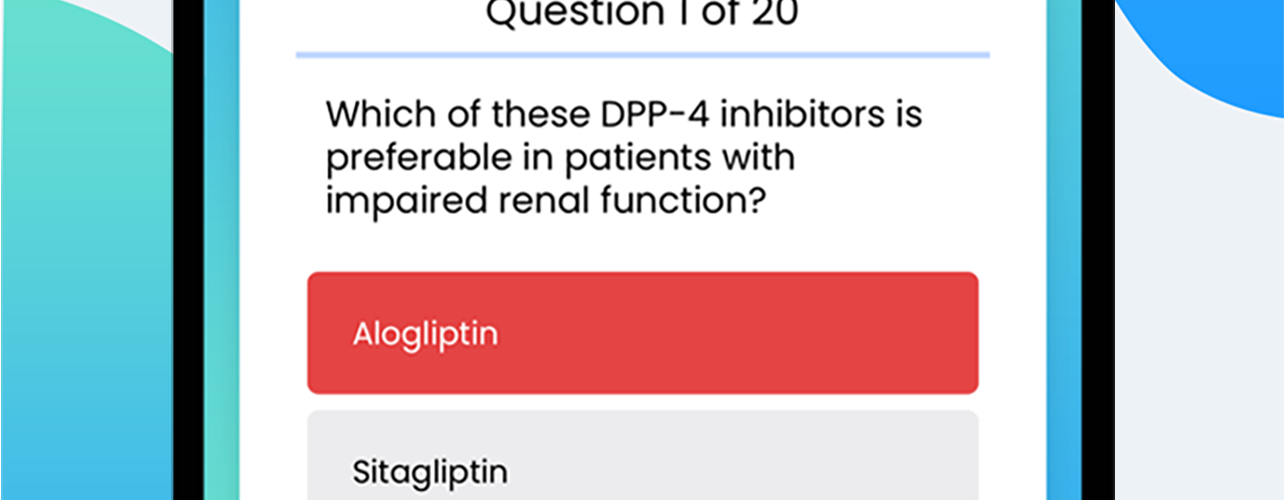 Question 1 of 20
Which of these DPP-4 inhibitors is
preferable in patients with
impaired renal function?
Alogliptin
Sitagliptin